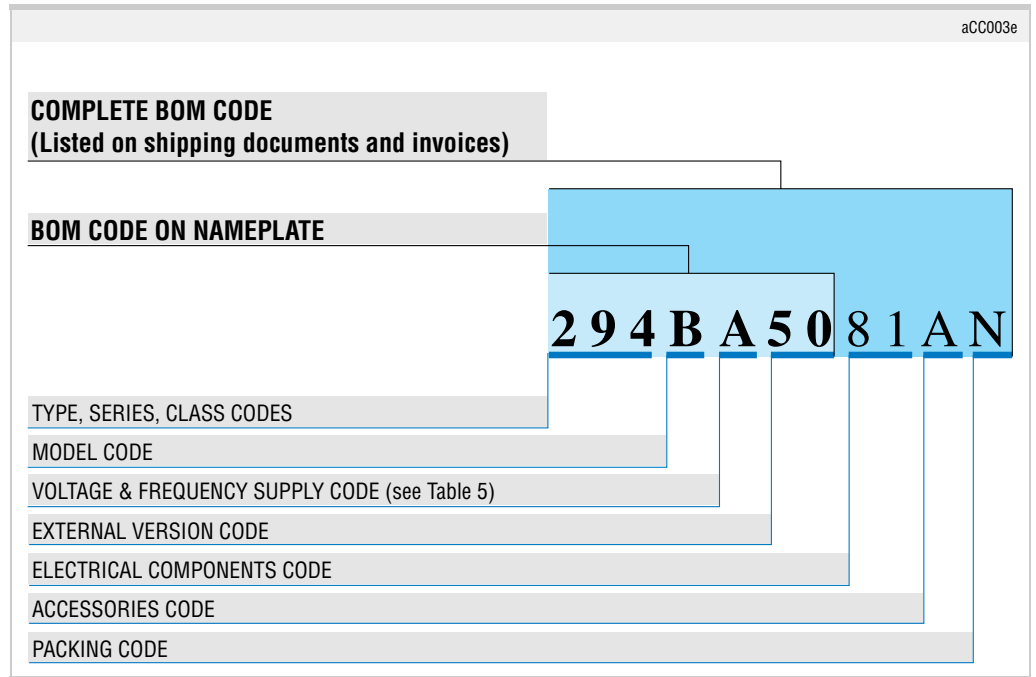 aCC003e
COMPLETE BOM CODE
(Listed on shipping documents and invoices)
BOM CODE ON NAMEPLATE
2 9 4 B A 5 0 8 1 A N
TYPE, SERIES, CLASS CODES
MODEL CODE
VOLTAGE & FREQUENCY SUPPLY CODE (see Table 5)
EXTERNAL VERSION CODE
ELECTRICAL COMPONENTS CODE
ACCESSORIES CODE
PACKING CODE